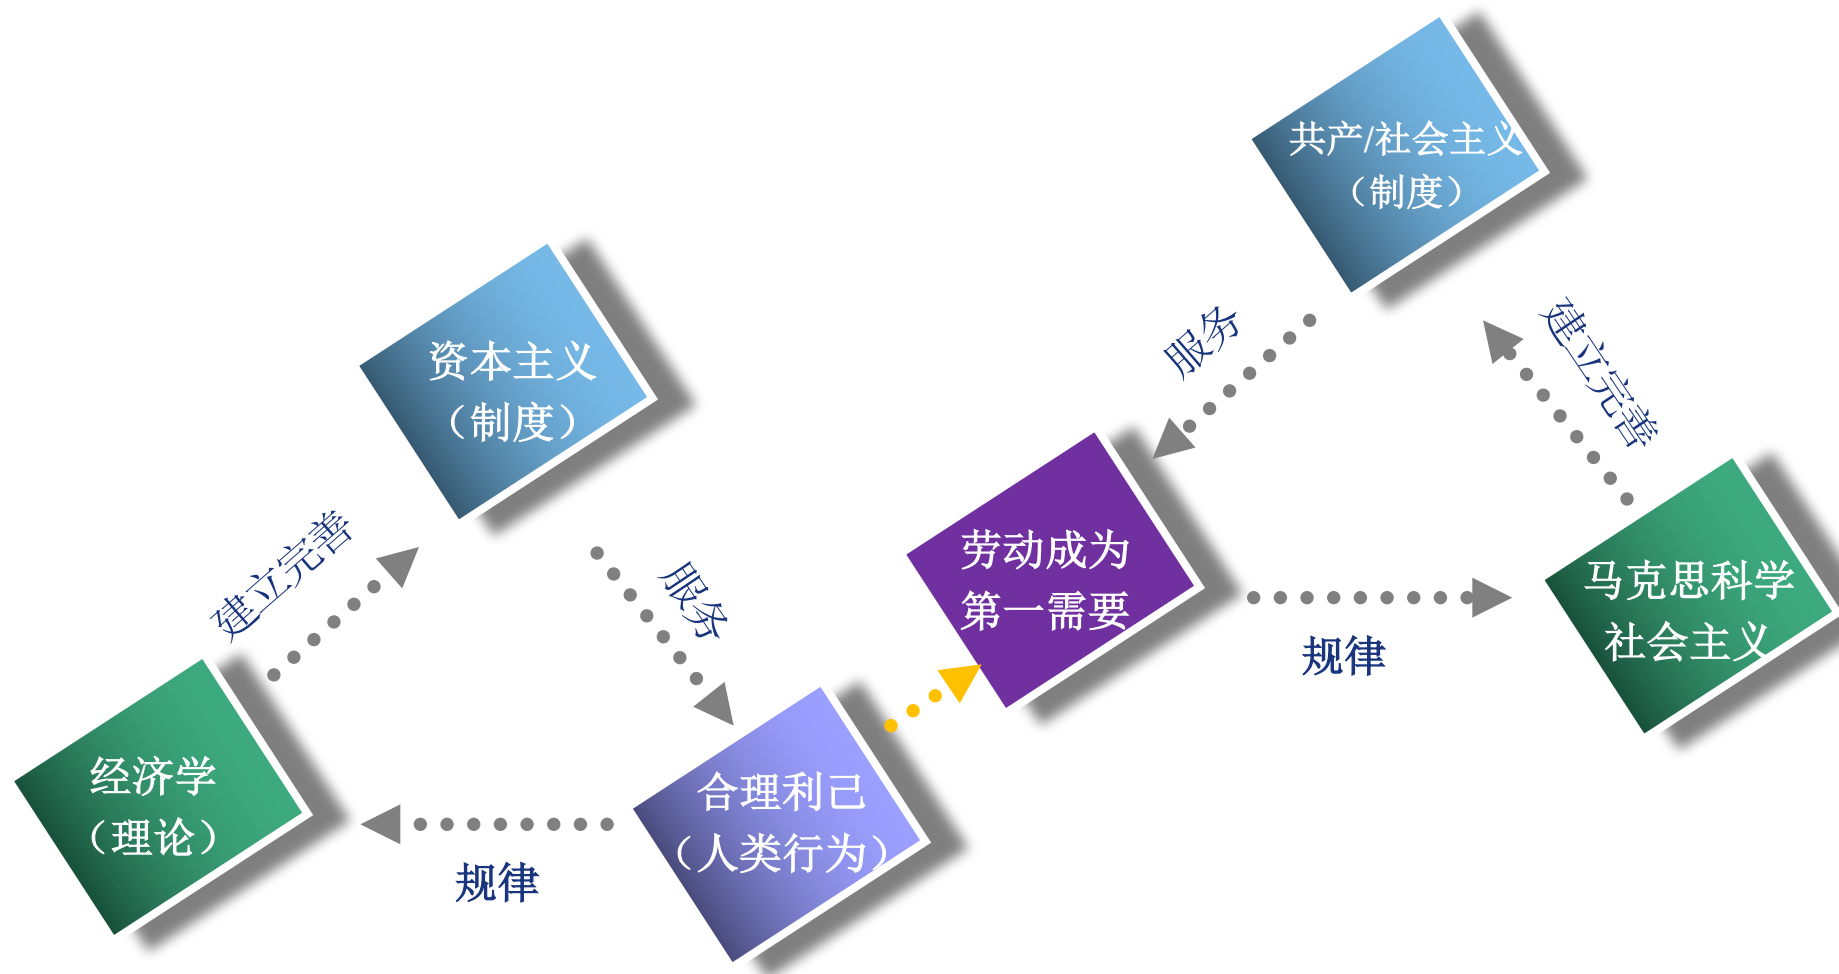 共产/社会主义
（制度）
服务
建立完善
资本主义
（制度）
建立完善
服务
劳动成为
第一需要
马克思科学
社会主义
规律
经济学
（理论）
合理利己
（人类行为）
规律